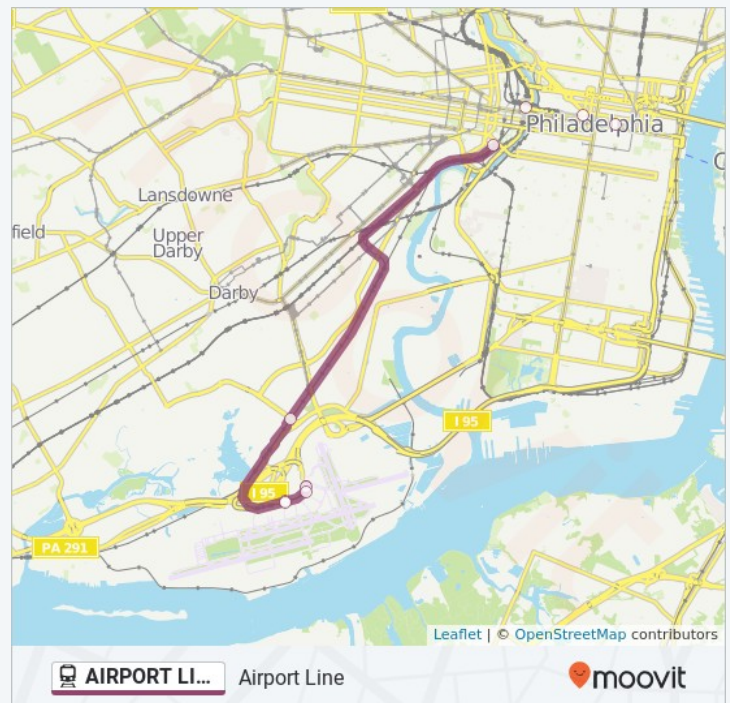 Philadelphia
Lansdowne
field
Upper
Darby
Darby
I 95
I 95
PA 291
Leaflet | © OpenStreetMap contributors
AIRPORT LI...
Airport Line
moovit